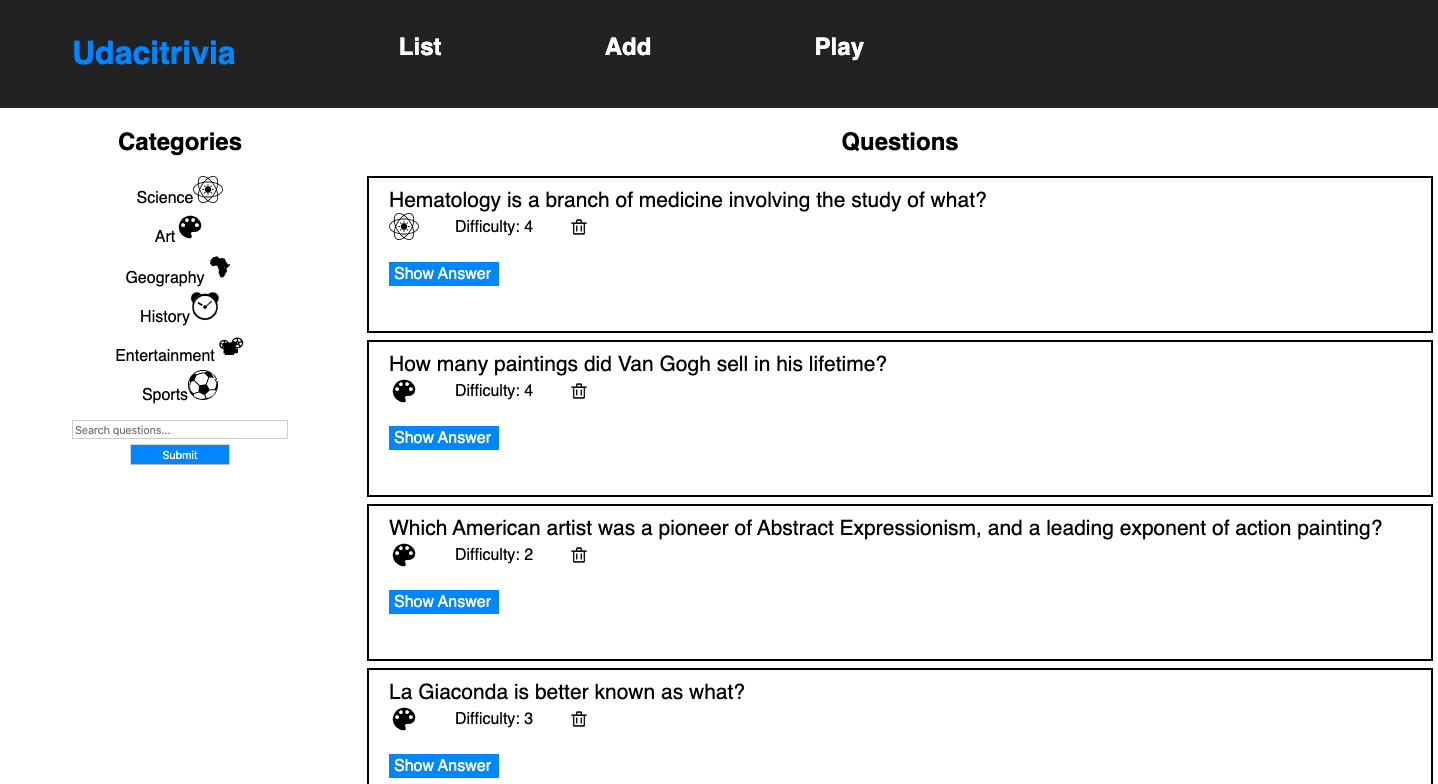 Udacitrivia
List
Add
Play
Categories
Science
Art
Geography
History
Entertainment
Sports
Search questions...
Submit
Questions
Hematology is a branch of medicine involving the study of what?
Difficulty: 4
Show Answer
How many paintings did Van Gogh sell in his lifetime?
Difficulty: 4
Show Answer
Which American artist was a pioneer of Abstract Expressionism, and a leading exponent of action painting?
Difficulty: 2
Show Answer
La Giaconda is better known as what?
Difficulty: 3
Show Answer